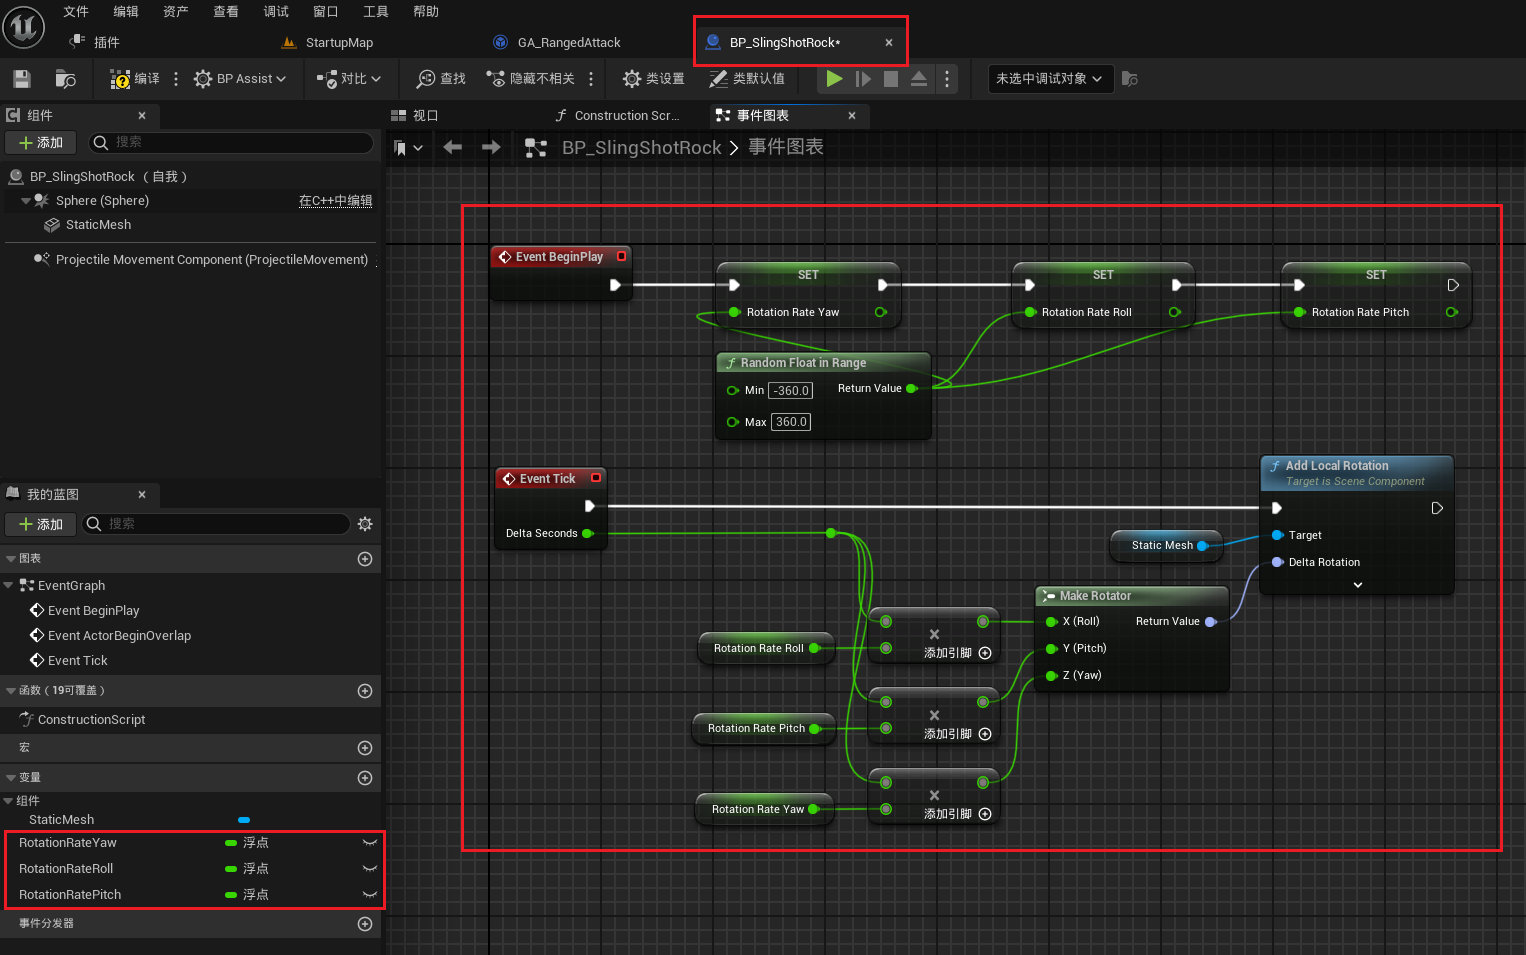 文件 编辑 资产 查看 调试 窗口 工具 帮助
插件 StartupMap GA_RangedAttack BP_SlingShotRock* ×
编译 BP Assist 对比 查找 隐藏不相关 类设置 类默认值 未选中调试对象
组件 ×
视口 Construction Scr... 事件图表 ×
添加 搜索
BP_SlingShotRock > 事件图表
BP_SlingShotRock （自我）
Sphere (Sphere) 在C++中编辑
StaticMesh
Projectile Movement Component (ProjectileMovement)
我的蓝图 ×
添加 搜索
图表
EventGraph
Event BeginPlay
Event ActorBeginOverlap
Event Tick
函数（19可覆盖）
ConstructionScript
宏
变量
组件
StaticMesh
RotationRateYaw 浮点
RotationRateRoll 浮点
RotationRatePitch 浮点
事件分发器
Event BeginPlay
SET
Rotation Rate Yaw
SET
Rotation Rate Roll
SET
Rotation Rate Pitch
Random Float in Range
Min -360.0 Return Value
Max 360.0
Event Tick
Delta Seconds
Add Local Rotation
Target is Scene Component
Target
Delta Rotation
Static Mesh
Make Rotator
X (Roll) Return Value
Y (Pitch)
Z (Yaw)
Rotation Rate Roll
×
添加引脚
Rotation Rate Pitch
×
添加引脚
Rotation Rate Yaw
×
添加引脚